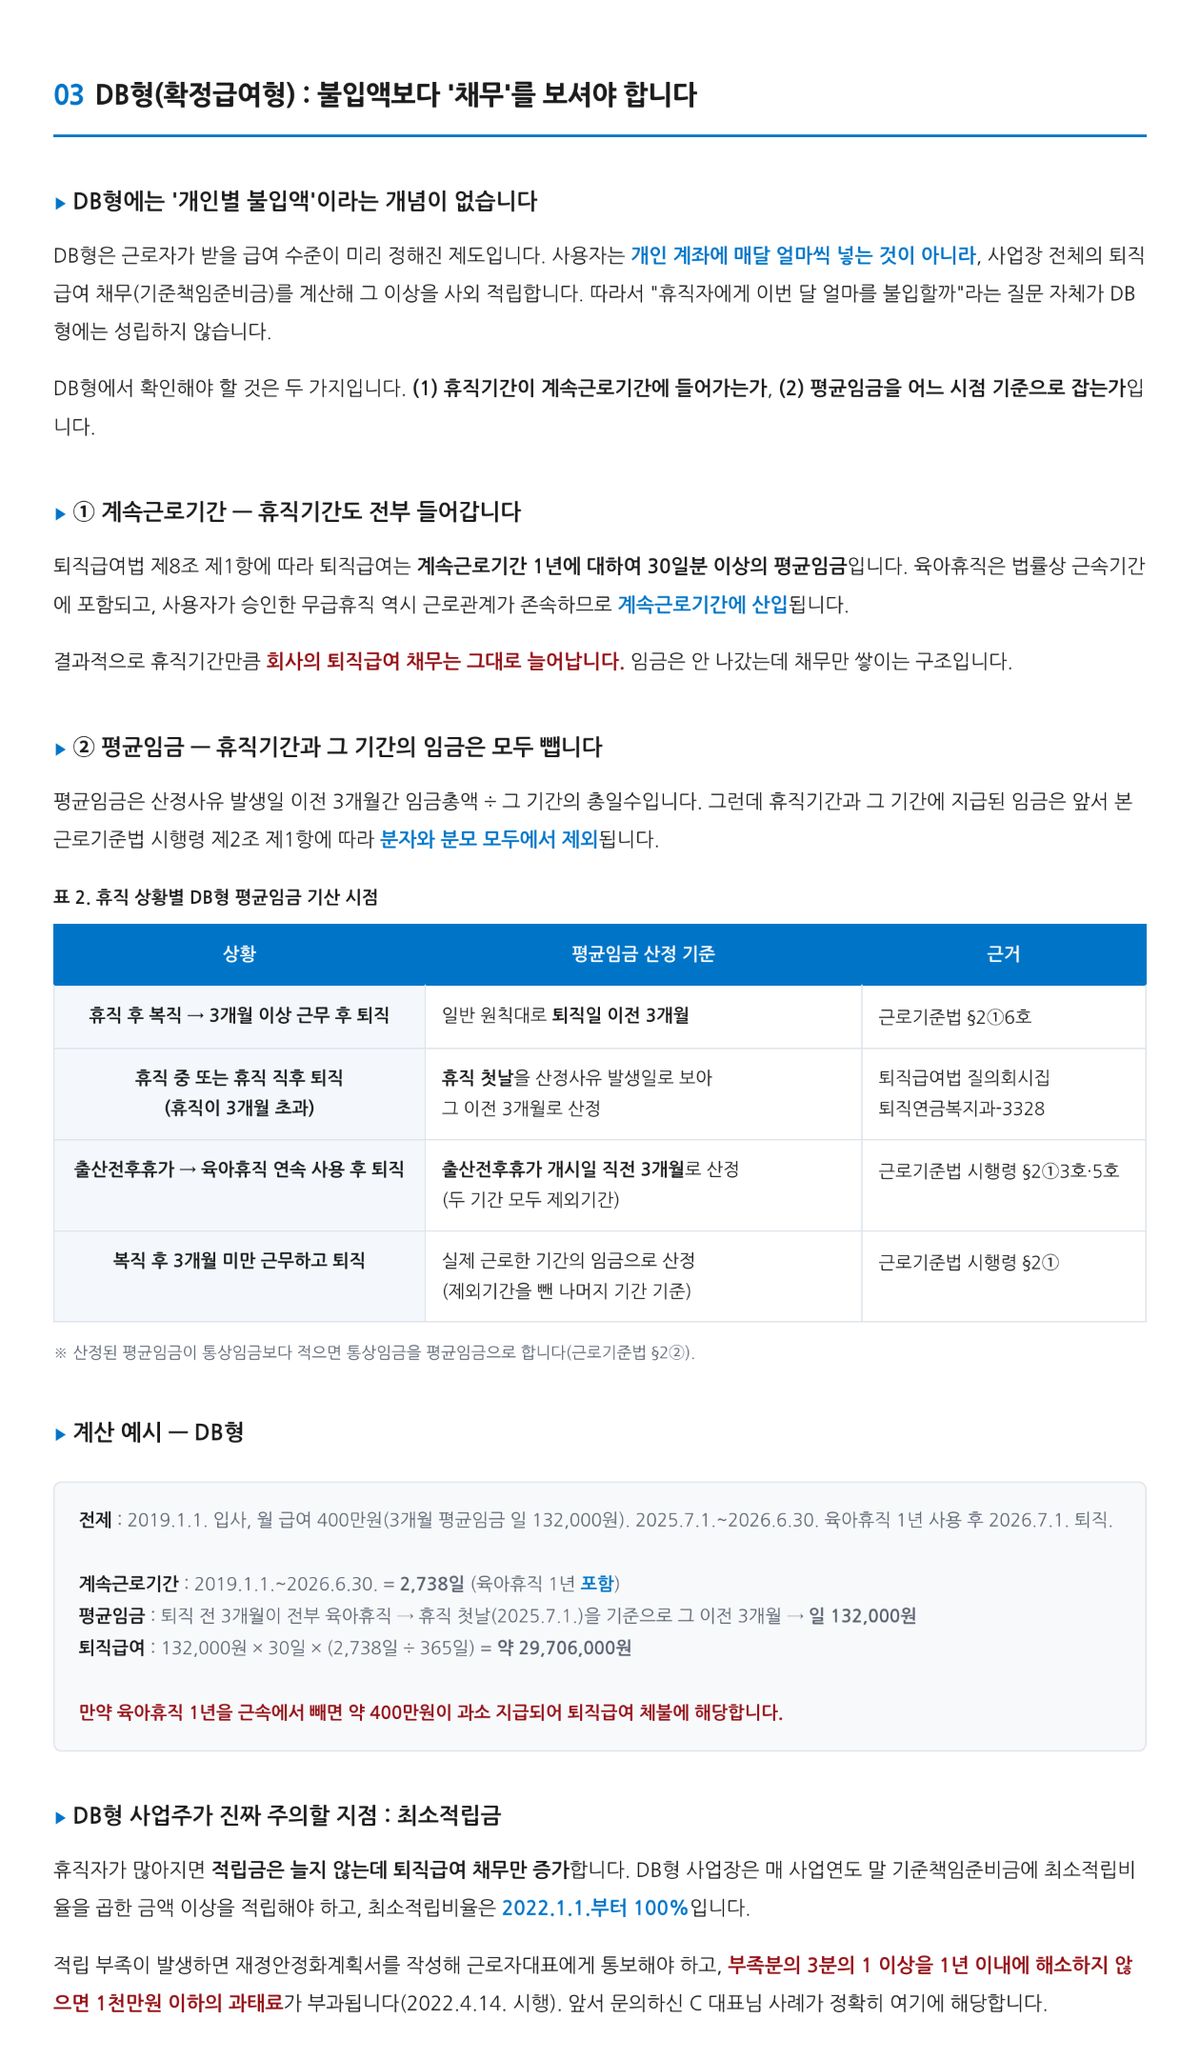 03 DB형(확정급여형) : 불입액보다 '채무'를 보셔야 합니다
▶ DB형에는 '개인별 불입액'이라는 개념이 없습니다
DB형은 근로자가 받을 급여 수준이 미리 정해진 제도입니다. 사용자는 개인 계좌에 매달 얼마씩 넣는 것이 아니라, 사업장 전체의 퇴직
급여 채무(기준책임준비금)를 계산해 그 이상을 사외 적립합니다. 따라서 "휴직자에게 이번 달 얼마를 불입할까"라는 질문 자체가 DB
형에는 성립하지 않습니다.
DB형에서 확인해야 할 것은 두 가지입니다. (1) 휴직기간이 계속근로기간에 들어가는가, (2) 평균임금을 어느 시점 기준으로 잡는가입
니다.
▶ ① 계속근로기간 — 휴직기간도 전부 들어갑니다
퇴직급여법 제8조 제1항에 따라 퇴직급여는 계속근로기간 1년에 대하여 30일분 이상의 평균임금입니다. 육아휴직은 법률상 근속기간
에 포함되고, 사용자가 승인한 무급휴직 역시 근로관계가 존속하므로 계속근로기간에 산입됩니다.
결과적으로 휴직기간만큼 회사의 퇴직급여 채무는 그대로 늘어납니다. 임금은 안 나갔는데 채무만 쌓이는 구조입니다.
▶ ② 평균임금 — 휴직기간과 그 기간의 임금은 모두 뺍니다
평균임금은 산정사유 발생일 이전 3개월간 임금총액 ÷ 그 기간의 총일수입니다. 그런데 휴직기간과 그 기간에 지급된 임금은 앞서 본
근로기준법 시행령 제2조 제1항에 따라 분자와 분모 모두에서 제외됩니다.
표 2. 휴직 상황별 DB형 평균임금 기산 시점
상황 평균임금 산정 기준 근거
휴직 후 복직 → 3개월 이상 근무 후 퇴직 일반 원칙대로 퇴직일 이전 3개월 근로기준법 §2①6호
휴직 중 또는 휴직 직후 퇴직 휴직 첫날을 산정사유 발생일로 보아 퇴직급여법 질의회시집
(휴직이 3개월 초과) 그 이전 3개월로 산정 퇴직연금복지과-3328
출산전후휴가 → 육아휴직 연속 사용 후 퇴직 출산전후휴가 개시일 직전 3개월로 산정 근로기준법 시행령 §2①3호·5호
(두 기간 모두 제외기간)
복직 후 3개월 미만 근무하고 퇴직 실제 근로한 기간의 임금으로 산정 근로기준법 시행령 §2①
(제외기간을 뺀 나머지 기간 기준)
※ 산정된 평균임금이 통상임금보다 적으면 통상임금을 평균임금으로 합니다(근로기준법 §2②).
▶ 계산 예시 — DB형
전제 : 2019.1.1. 입사, 월 급여 400만원(3개월 평균임금 일 132,000원). 2025.7.1.~2026.6.30. 육아휴직 1년 사용 후 2026.7.1. 퇴직.
계속근로기간 : 2019.1.1.~2026.6.30. = 2,738일 (육아휴직 1년 포함)
평균임금 : 퇴직 전 3개월이 전부 육아휴직 → 휴직 첫날(2025.7.1.)을 기준으로 그 이전 3개월 → 일 132,000원
퇴직급여 : 132,000원 × 30일 × (2,738일 ÷ 365일) = 약 29,706,000원
만약 육아휴직 1년을 근속에서 빼면 약 400만원이 과소 지급되어 퇴직급여 체불에 해당합니다.
▶ DB형 사업주가 진짜 주의할 지점 : 최소적립금
휴직자가 많아지면 적립금은 늘지 않는데 퇴직급여 채무만 증가합니다. DB형 사업장은 매 사업연도 말 기준책임준비금에 최소적립비
율을 곱한 금액 이상을 적립해야 하고, 최소적립비율은 2022.1.1.부터 100%입니다.
적립 부족이 발생하면 재정안정화계획서를 작성해 근로자대표에게 통보해야 하고, 부족분의 3분의 1 이상을 1년 이내에 해소하지 않
으면 1천만원 이하의 과태료가 부과됩니다(2022.4.14. 시행). 앞서 문의하신 C 대표님 사례가 정확히 여기에 해당합니다.